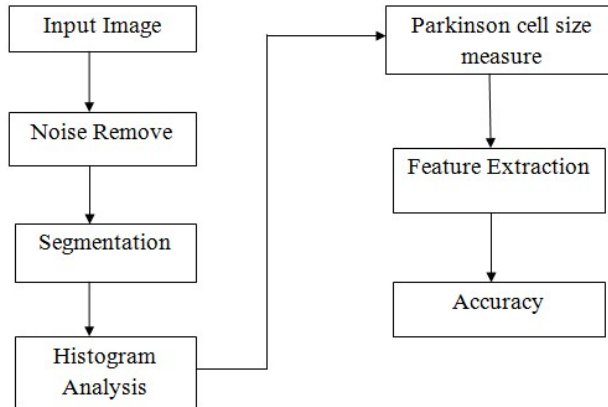 Input Image
Noise Remove
Segmentation
Histogram
Analysis
Parkinson cell size
measure
Feature Extraction
Accuracy